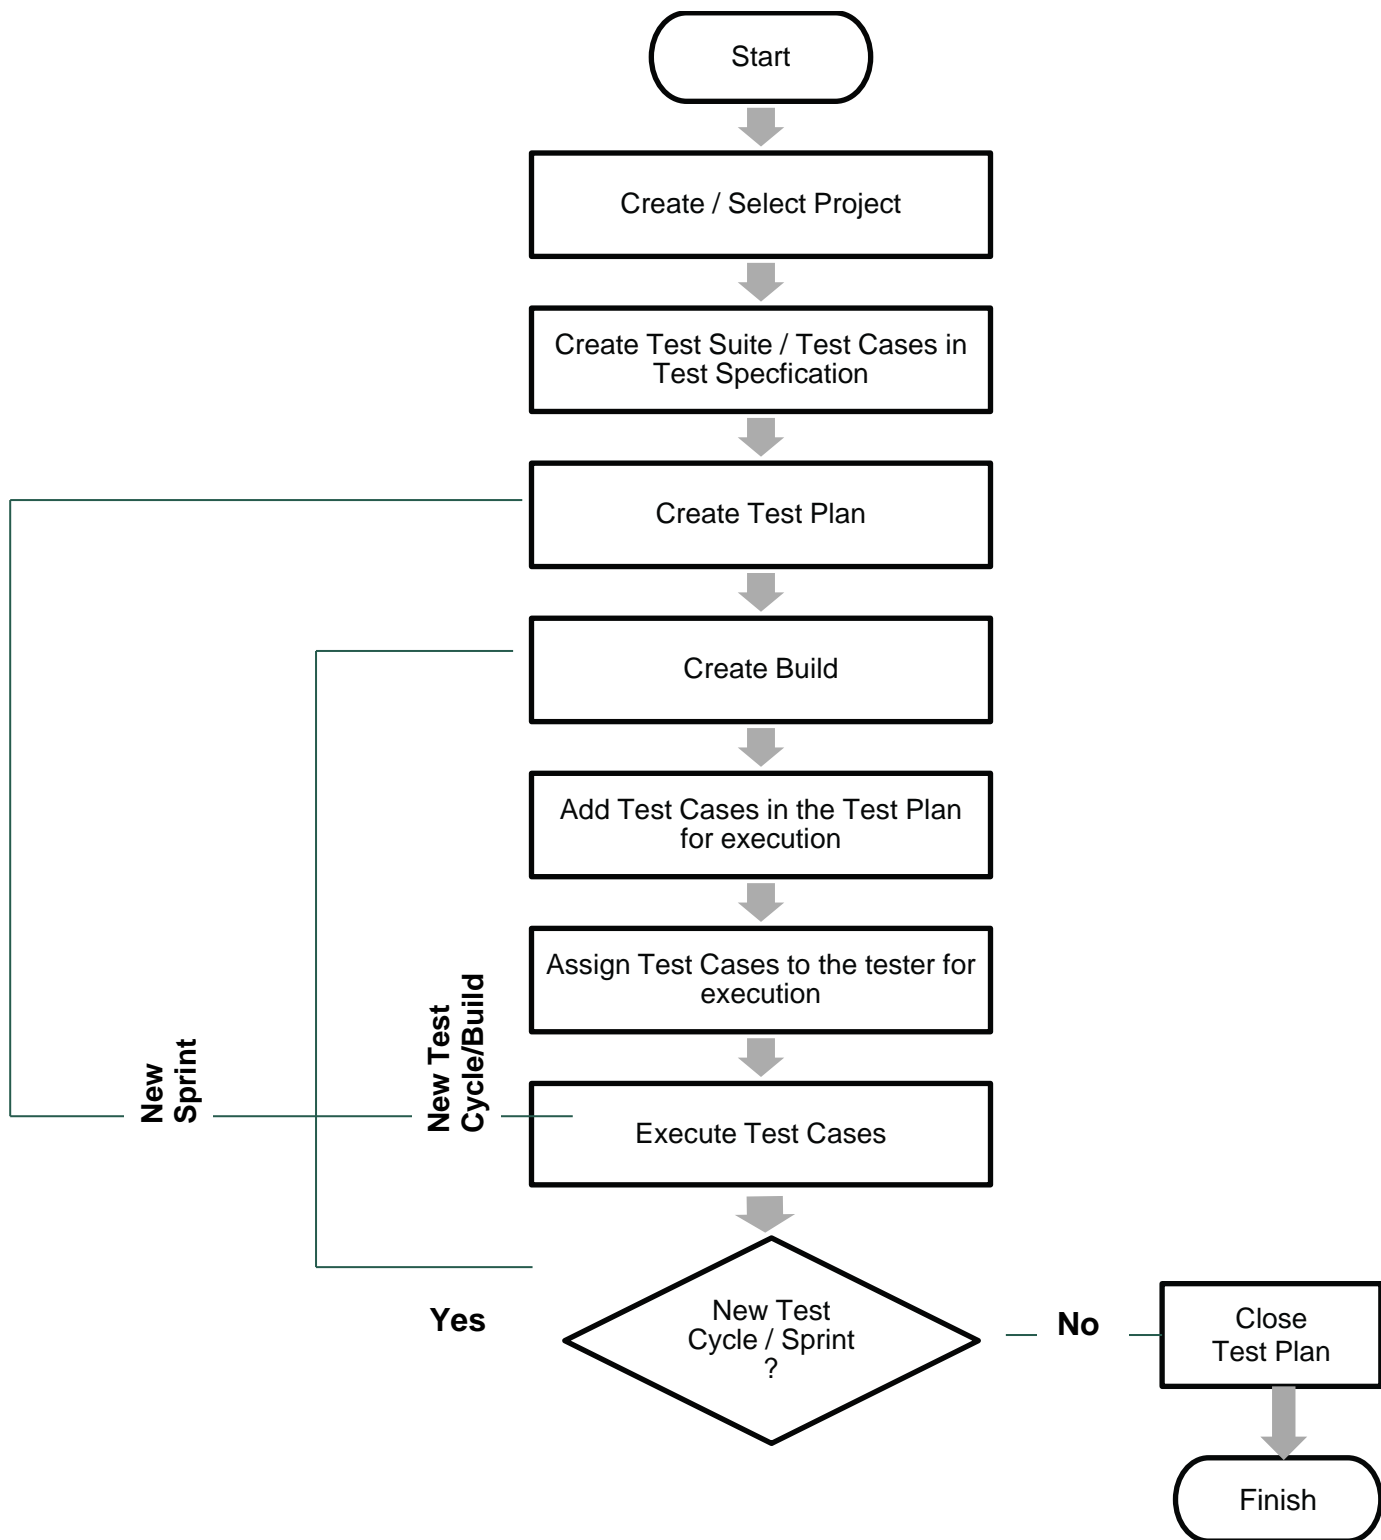 Start
Create / Select Project
Create Test Suite / Test Cases in
Test Specfication
Create Test Plan
Create Build
Add Test Cases in the Test Plan
for execution
Assign Test Cases to the tester for
execution
New
Sprint
New Test
Cycle/Build
Execute Test Cases
Yes
New Test
Cycle / Sprint
?
No
Close
Test Plan
Finish